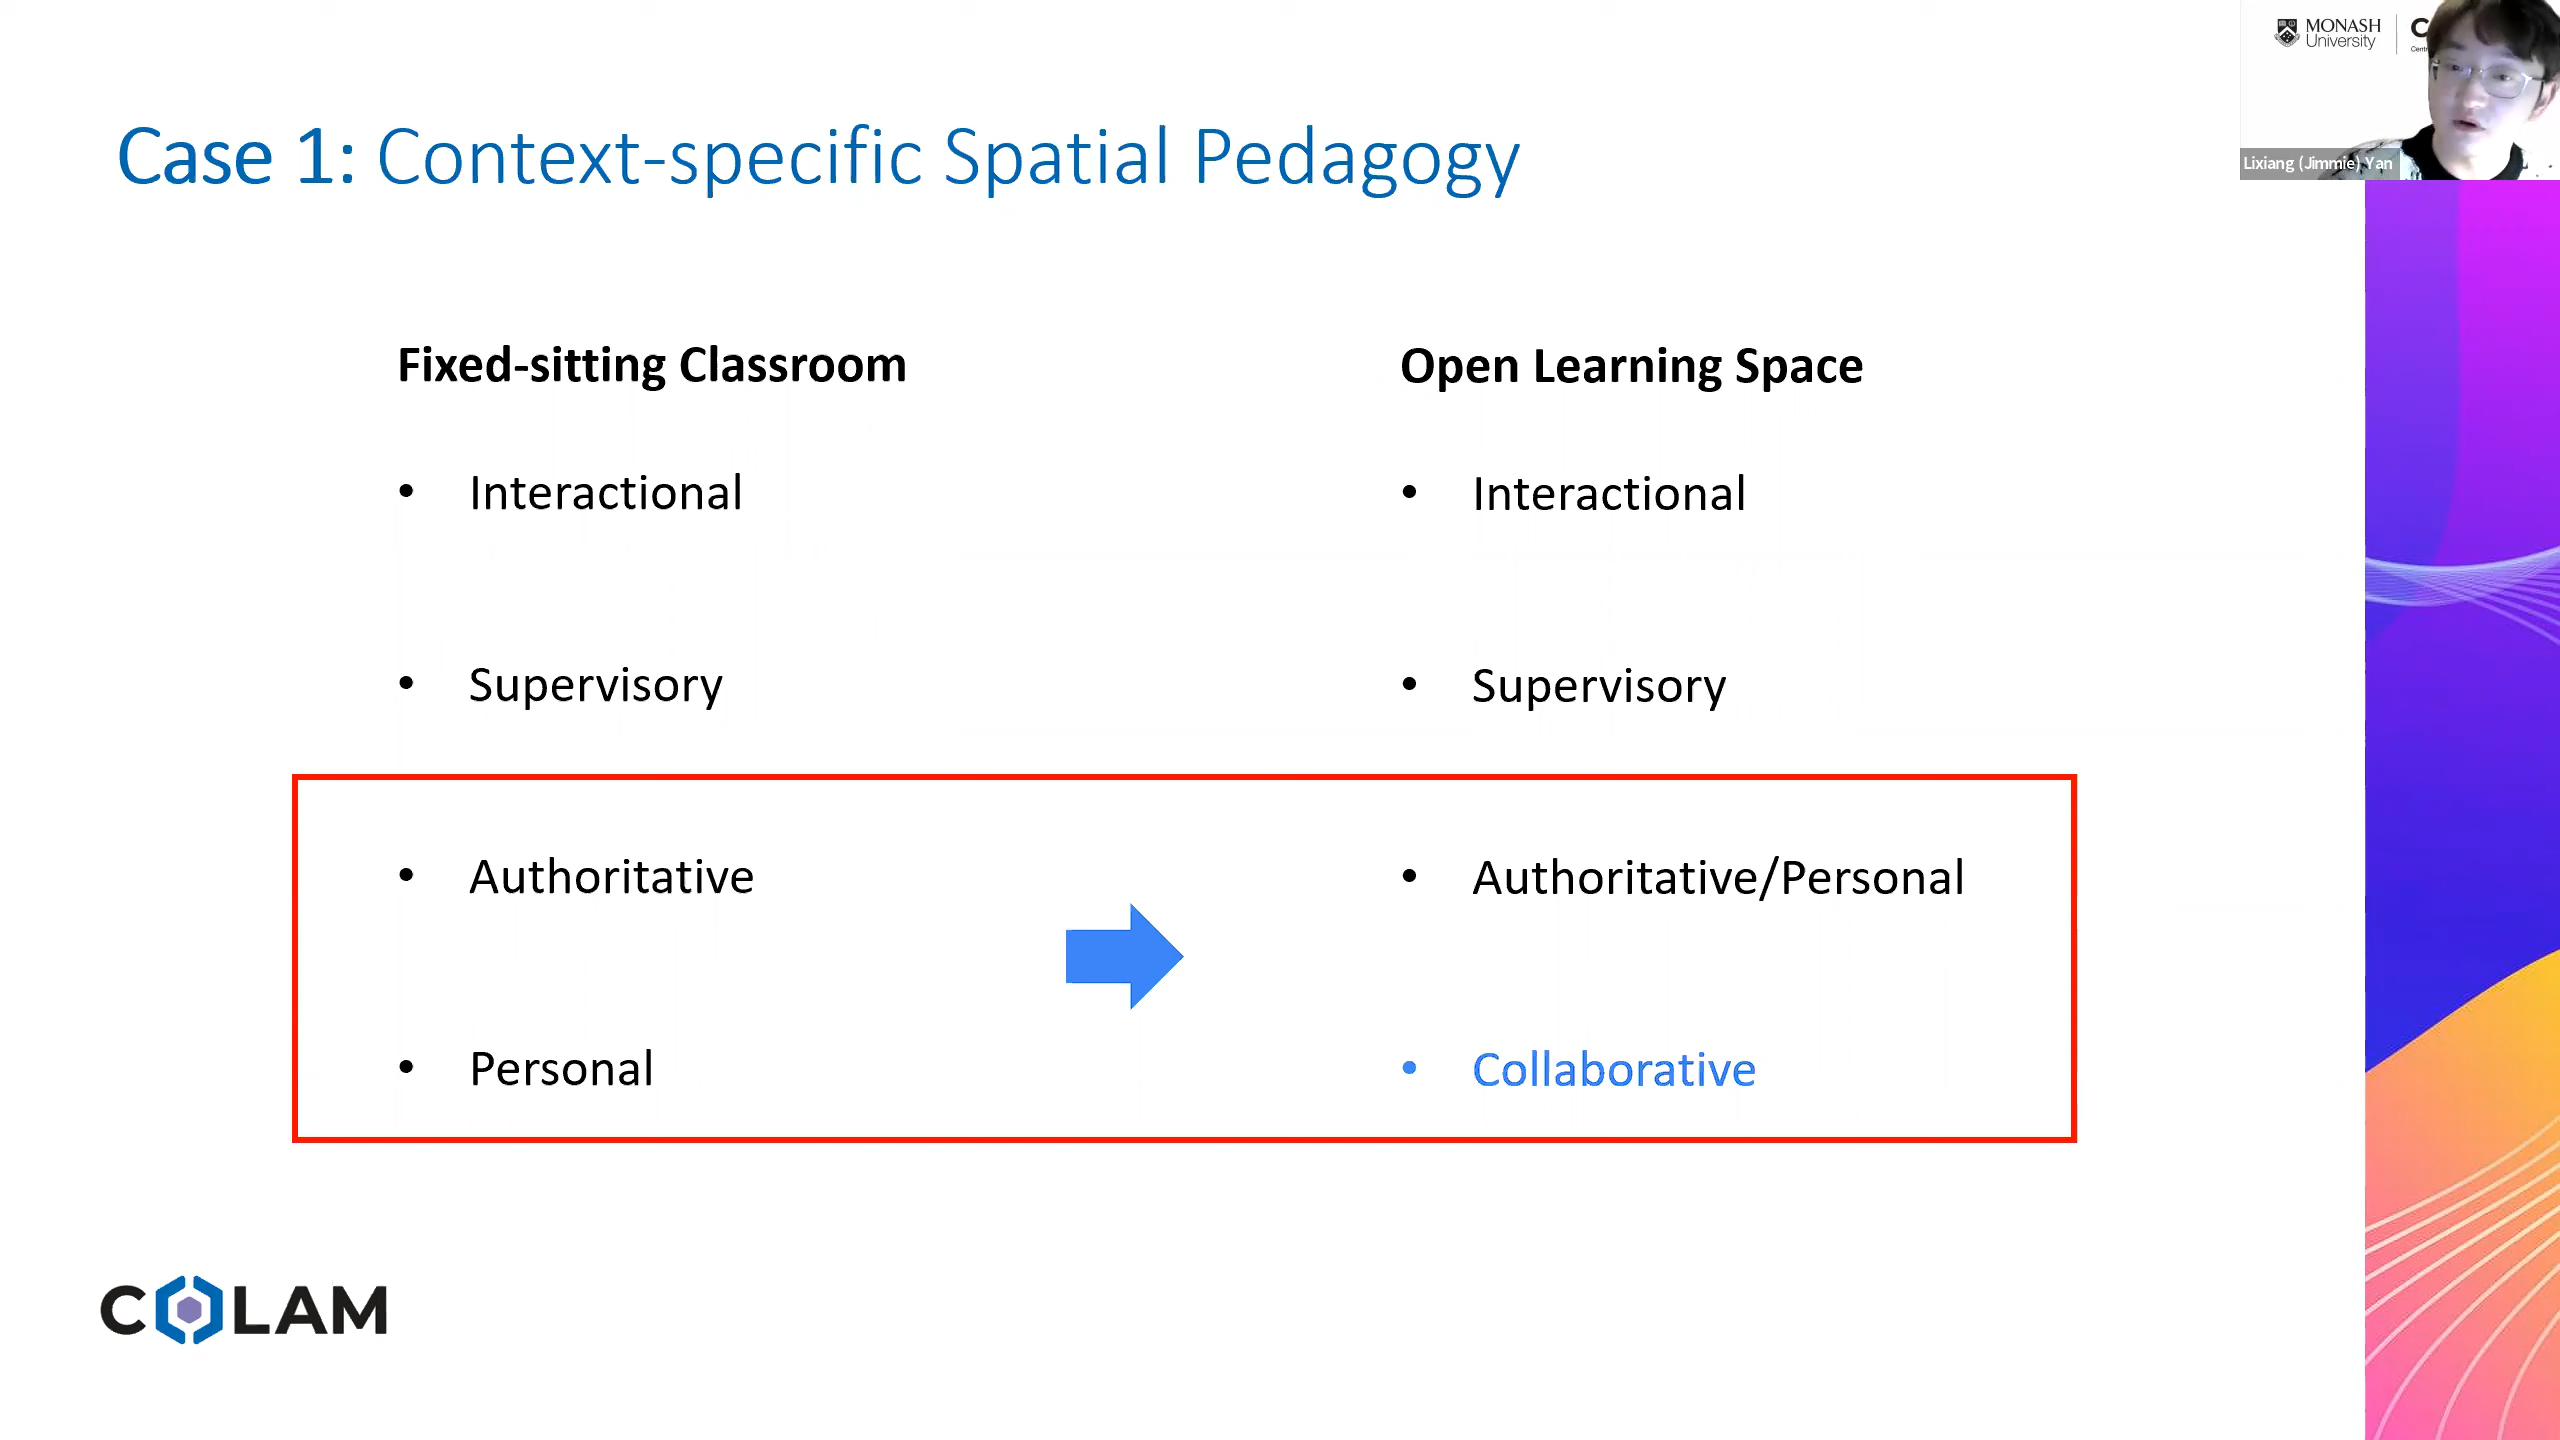 MONASH
University
Lixiang (Jimmie) Yan
Case 1: Context-specific Spatial Pedagogy
Fixed-sitting Classroom
• Interactional
• Supervisory
• Authoritative
• Personal
Open Learning Space
• Interactional
• Supervisory
• Authoritative/Personal
• Collaborative
COLAM